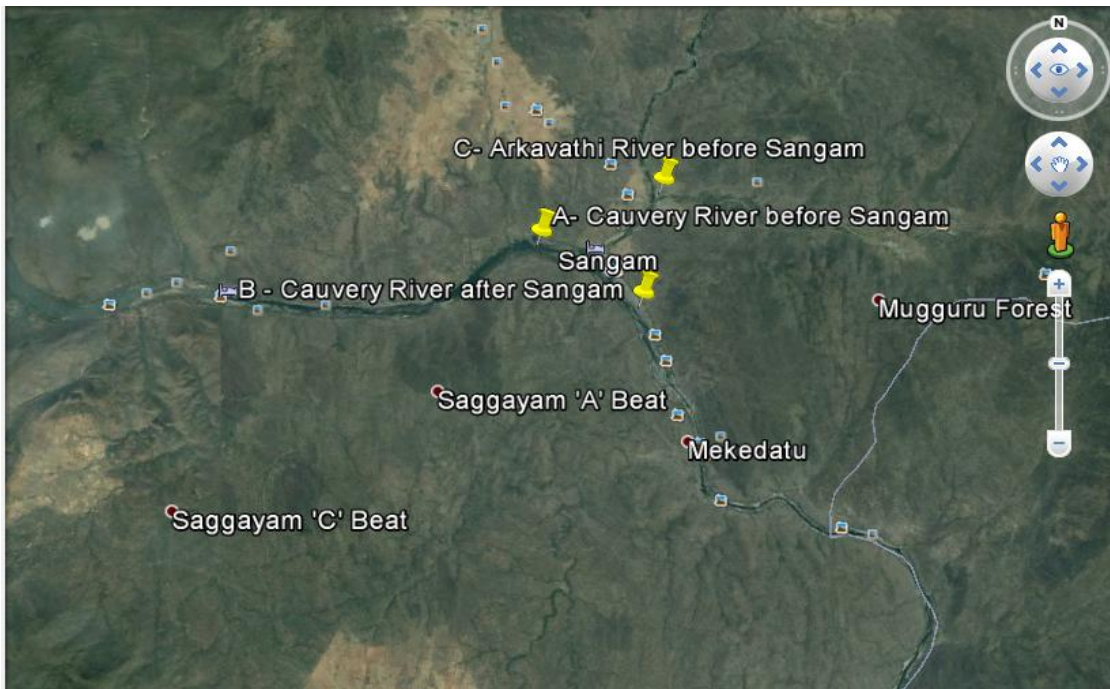 N
C- Arkavathi River before Sangam
A- Cauvery River before Sangam
Sangam
B - Cauvery River after Sangam
Mugguru Forest
Saggayam 'A' Beat
Mekedatu
Saggayam 'C' Beat